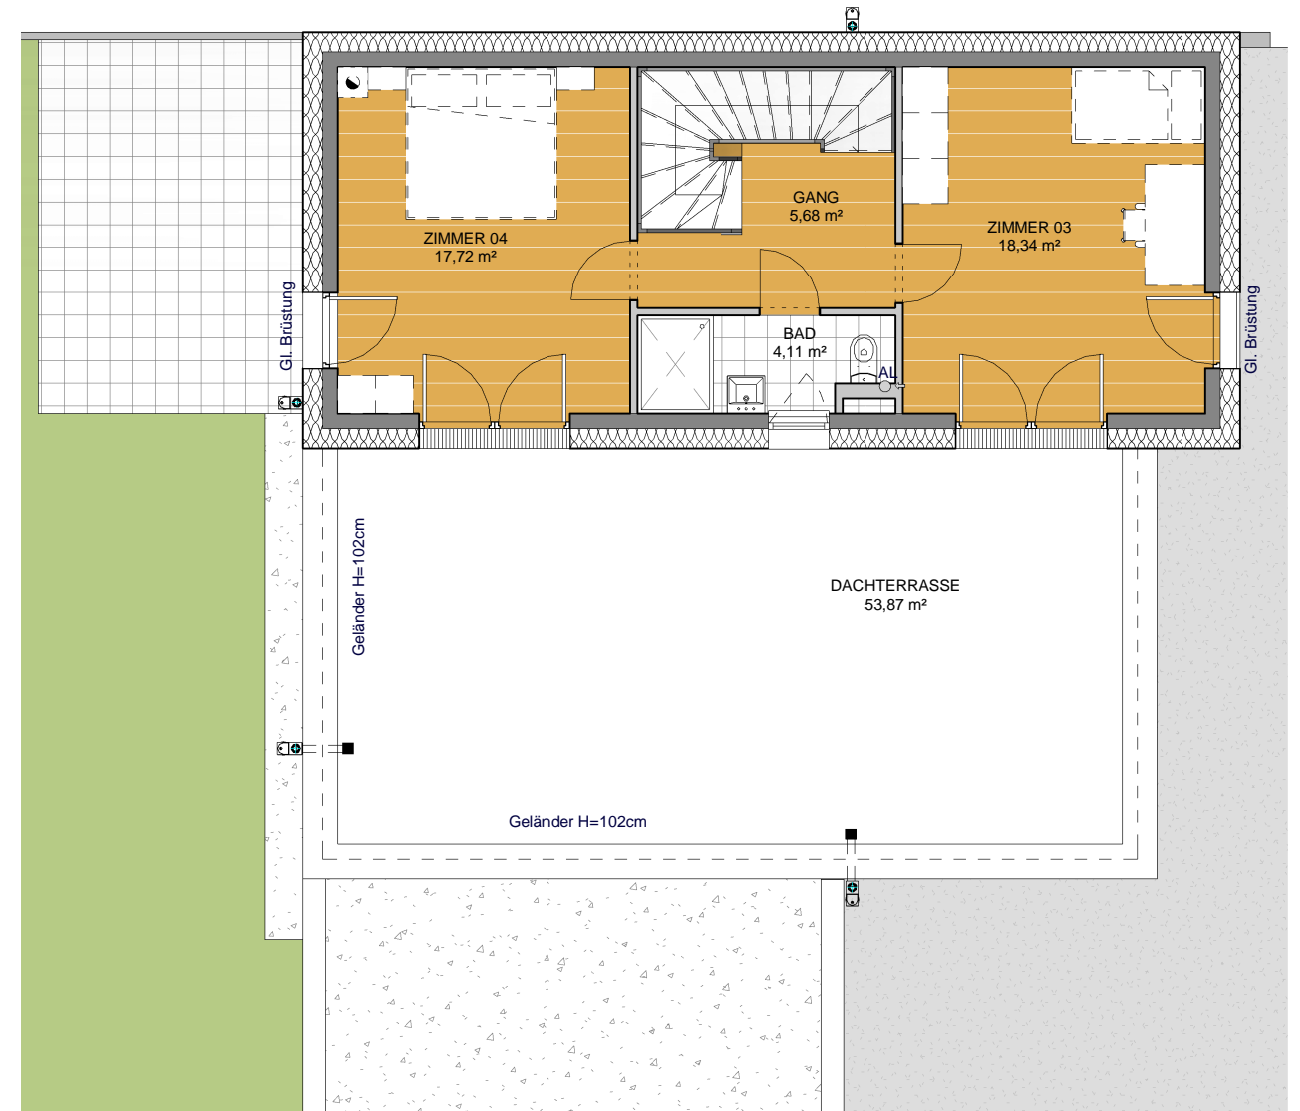 ZIMMER 04
17,72 m²
GANG
5,68 m²
ZIMMER 03
18,34 m²
BAD
4,11 m²
AL
Gl. Brüstung
Gl. Brüstung
Geländer H=102cm
DACHTERRASSE
53,87 m²
Geländer H=102cm